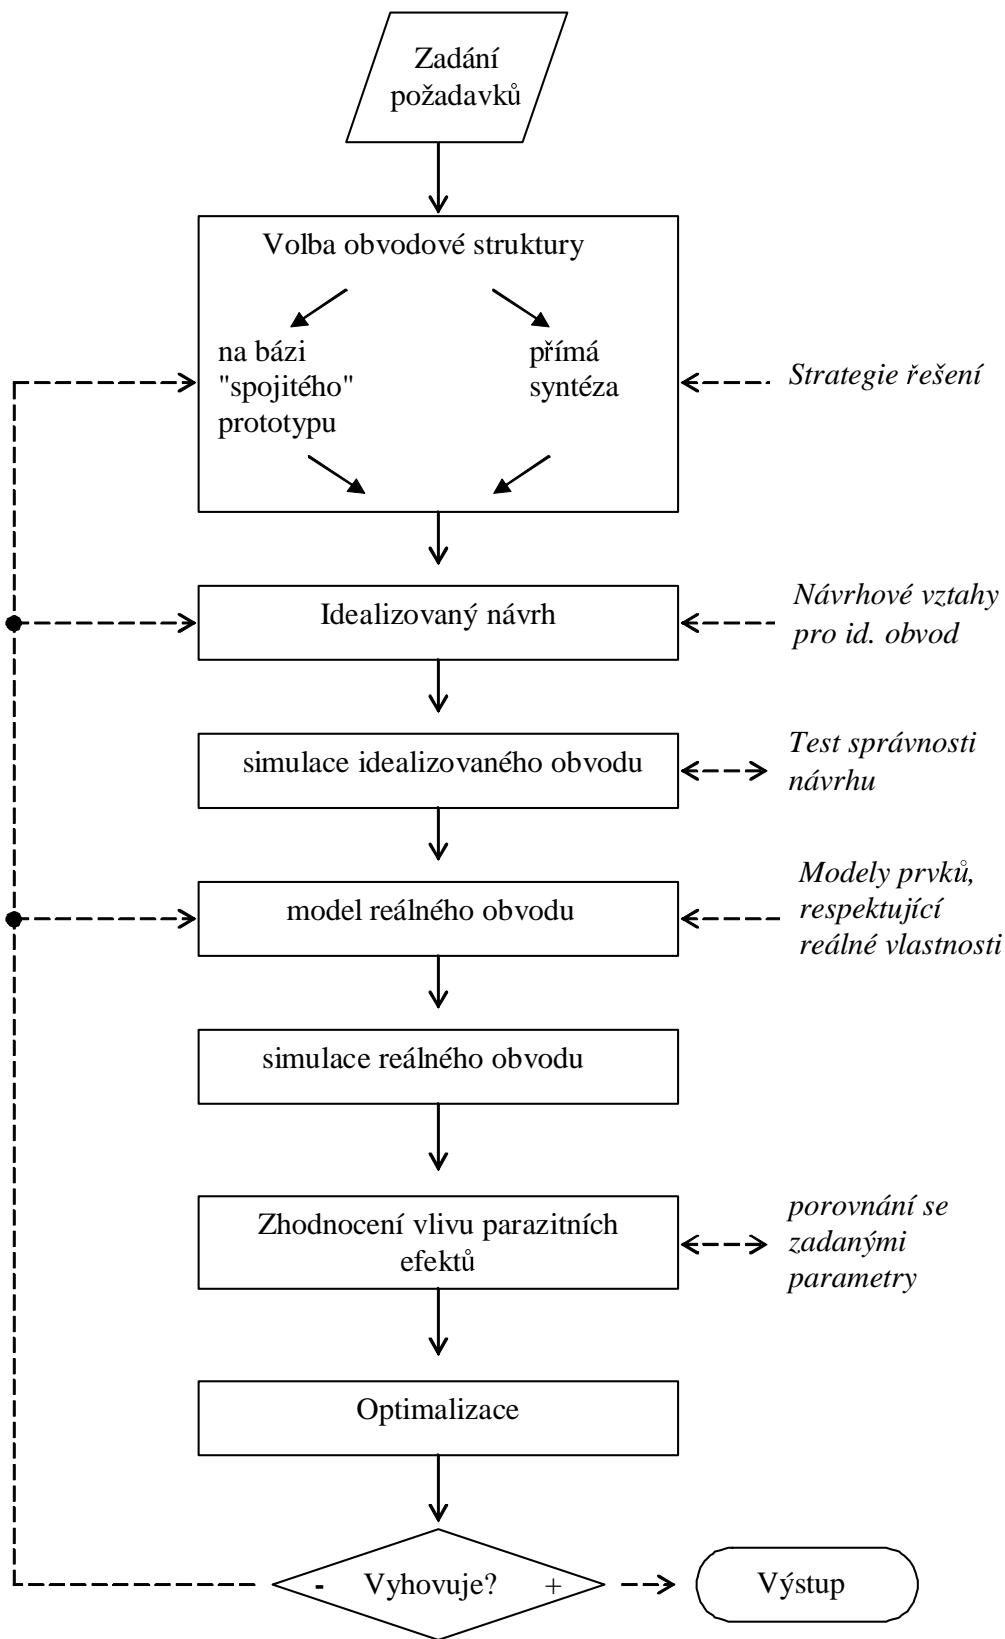 Zadání
požadavků
Volba obvodové struktury
na bázi
"spojitého"
prototypu
přímá
syntéza
Strategie řešení
Idealizovaný návrh
Návrhové vztahy
pro id. obvod
simulace idealizovaného obvodu
Test správnosti
návrhu
model reálného obvodu
Modely prvků,
respektující
reálné vlastnosti
simulace reálného obvodu
Zhodnocení vlivu parazitních
efektů
porovnání se
zadanými
parametry
Optimalizace
- Vyhovuje? +
Výstup